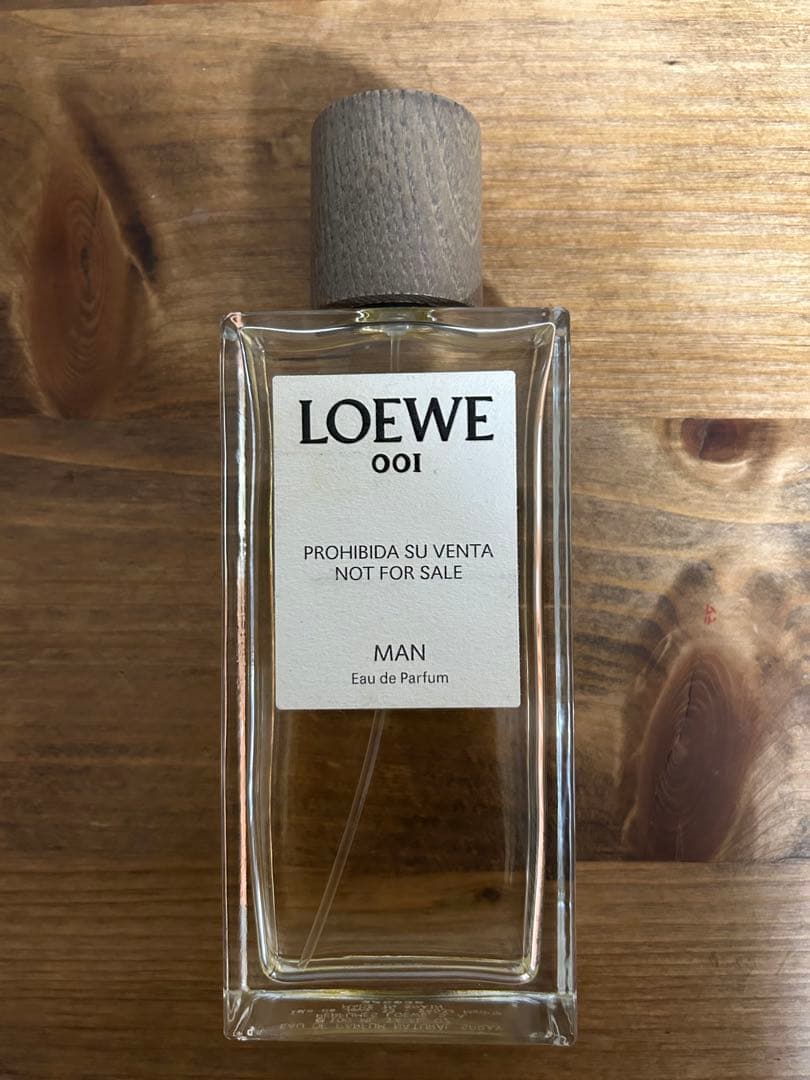 LOEWE
001
PROHIBIDA SU VENTA
NOT FOR SALE
MAN
Eau de Parfum